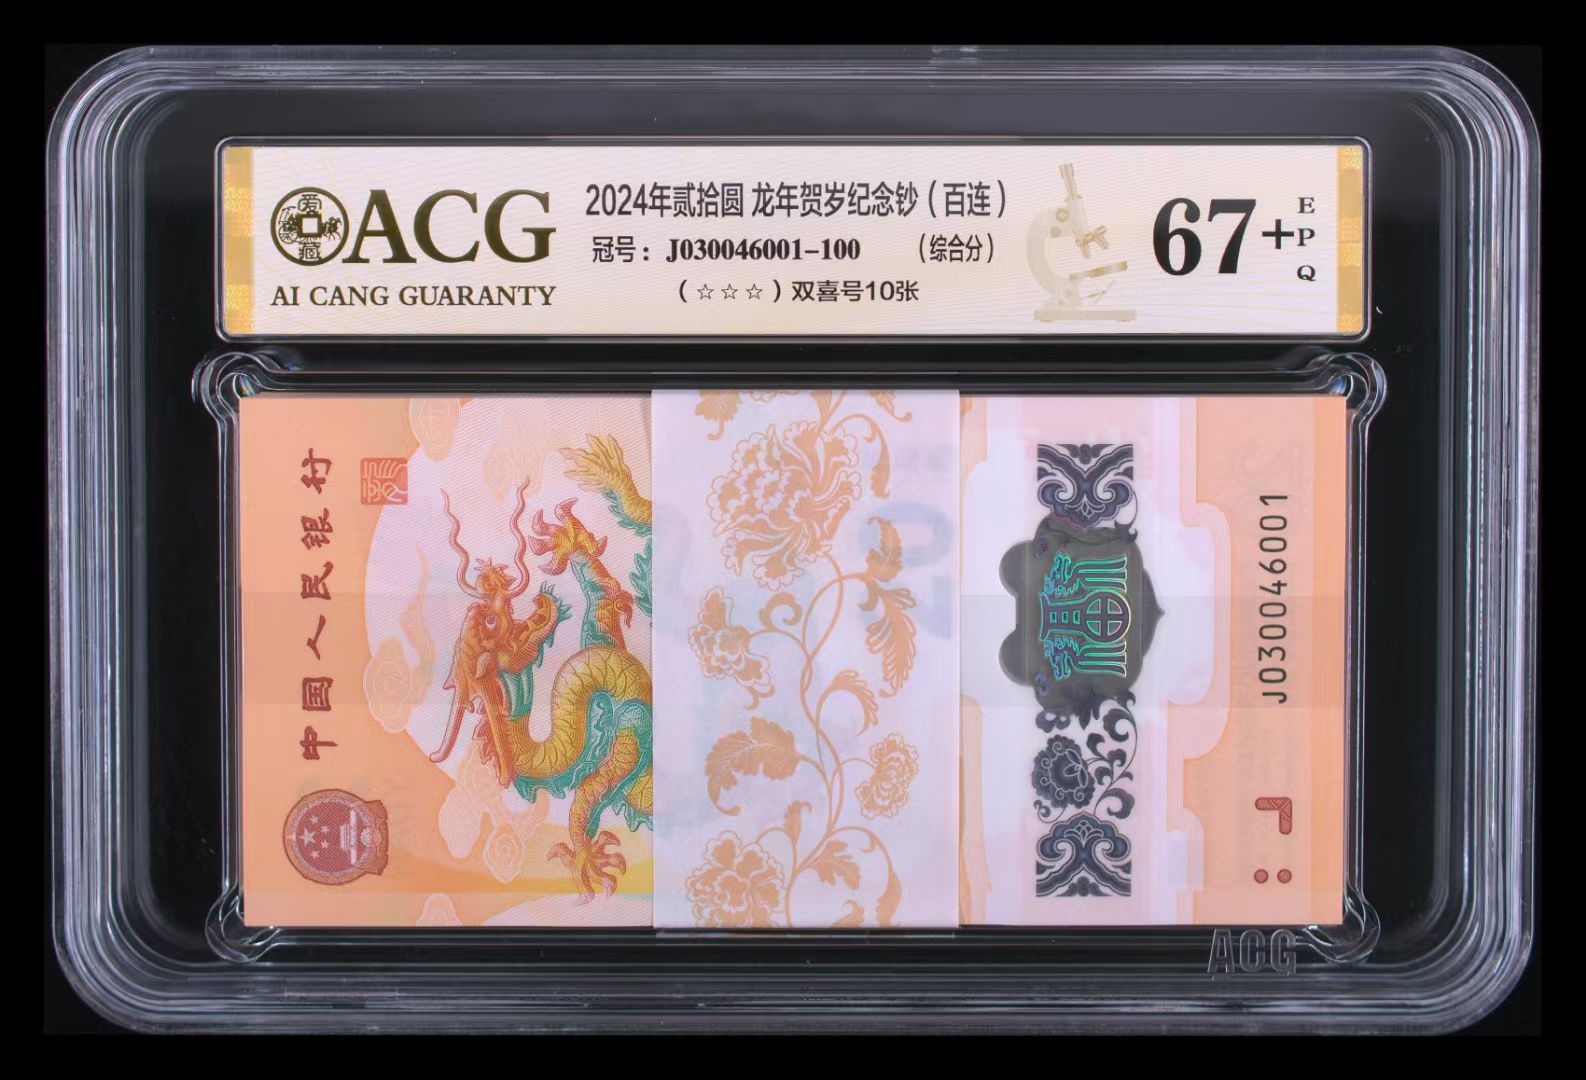 ACG
AI CANG GUARANTY
2024年贰拾圆 龙年贺岁纪念钞（百连）
冠号：J030046001-100 （综合分）
（☆☆☆）双喜号10张
67+
EPQ
中国人民银行
J030046001
ACG